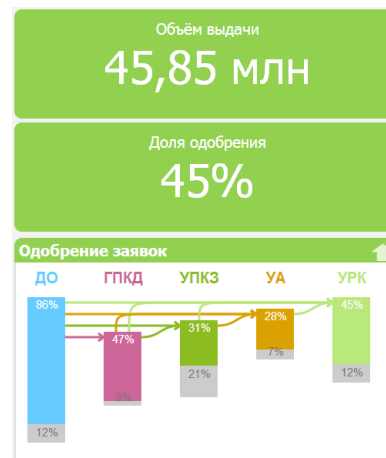 Объём выдачи
45,85 млн
Доля одобрения
45%
Одобрение заявок
ДО ГПКД УПКЗ УА УРК
86% 47% 31% 28% 45%
12% 3% 21% 7% 12%